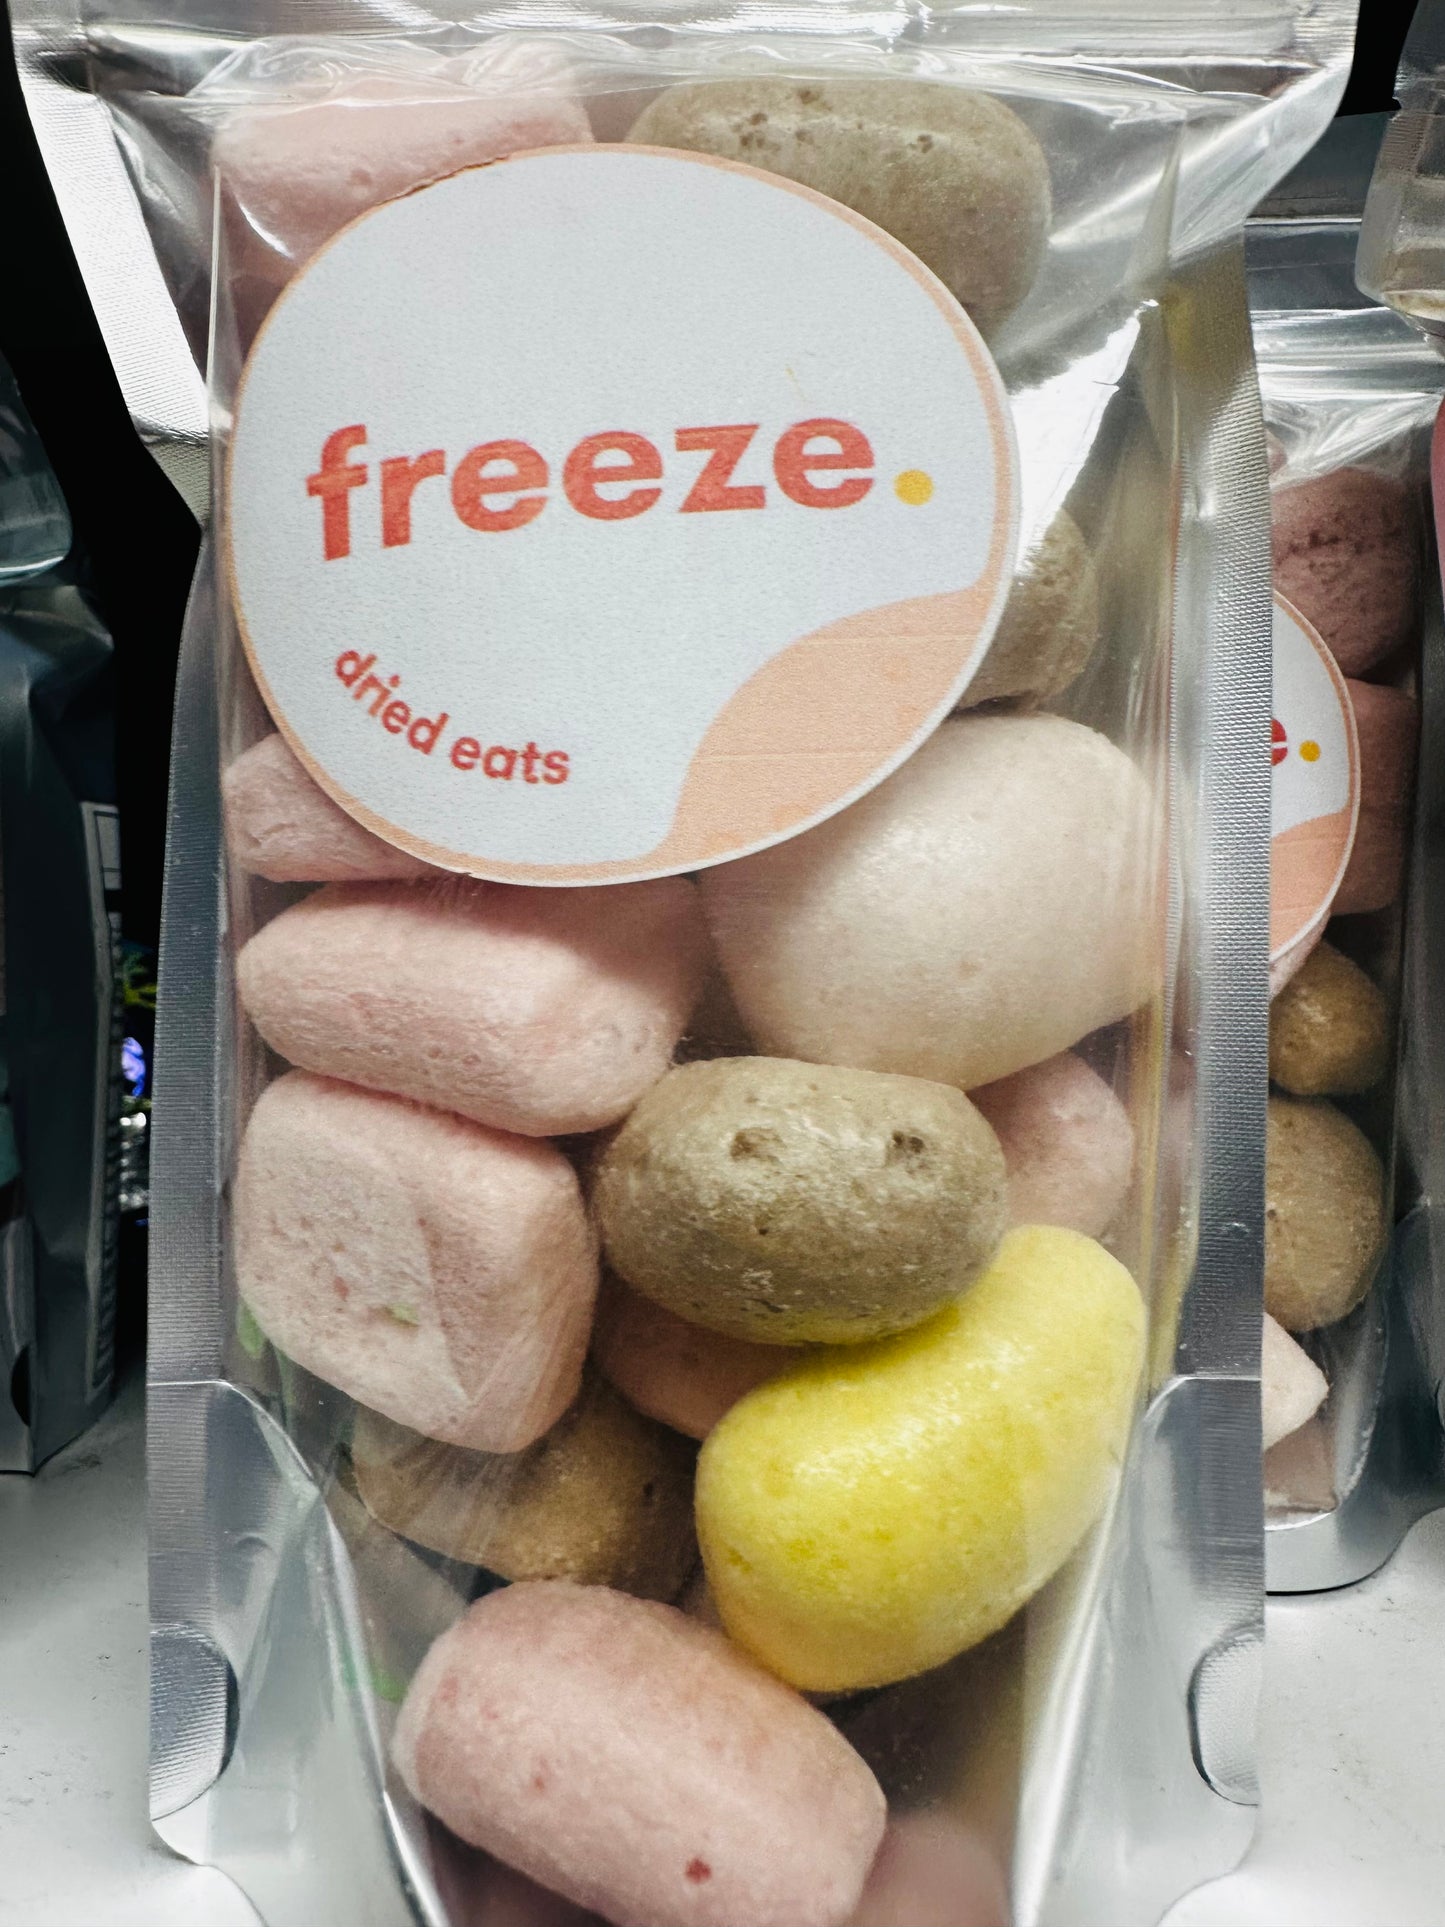 freeze.
dried eats
e.